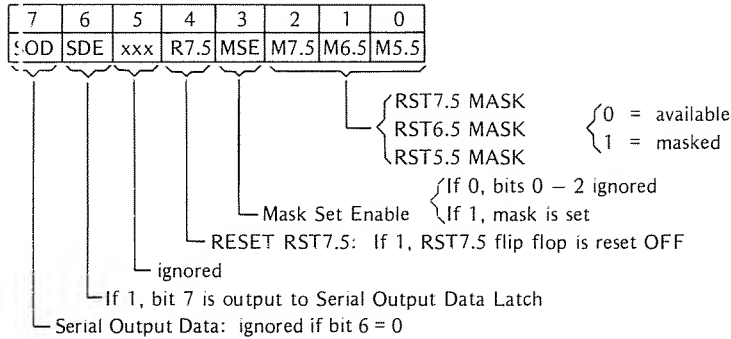 7 6 5 4 3 2 1 0
SOD SDE xxx R7.5 MSE M7.5 M6.5 M5.5
RST7.5 MASK
RST6.5 MASK
RST5.5 MASK
0 = available
1 = masked
If 0, bits 0 – 2 ignored
Mask Set Enable
If 1, mask is set
RESET RST7.5: If 1, RST7.5 flip flop is reset OFF
ignored
If 1, bit 7 is output to Serial Output Data Latch
Serial Output Data: ignored if bit 6 = 0